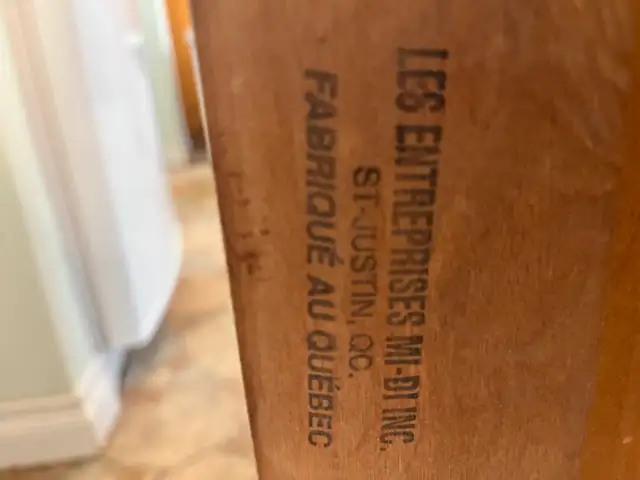 LES ENTREPRISES MI-DI INC.
ST-JUSTIN, QC.
FABRIQUÉ AU QUÉBEC